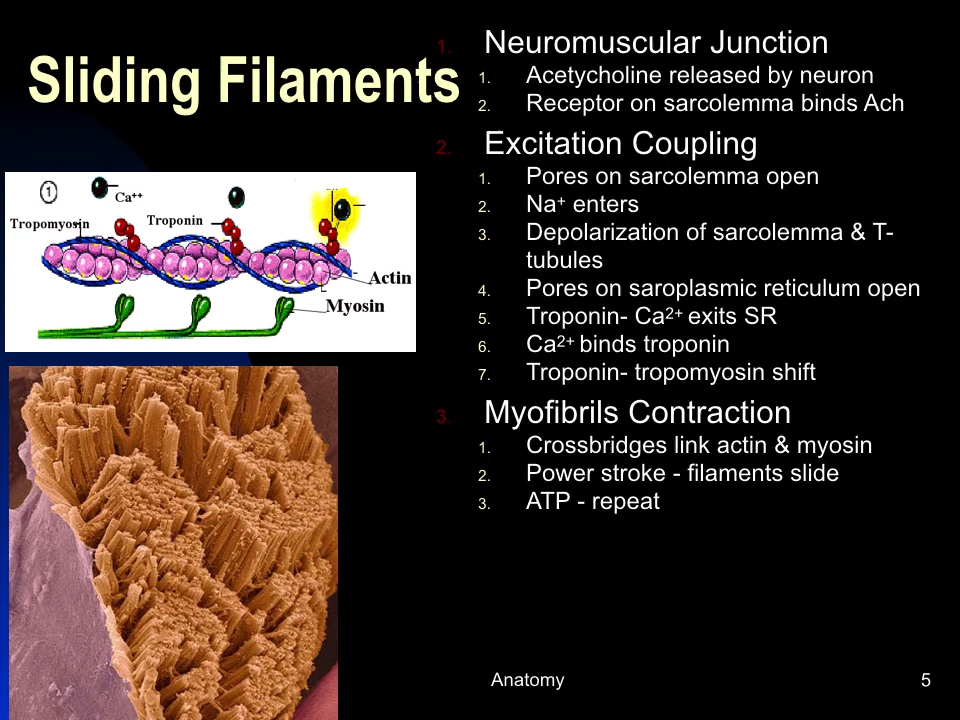 Sliding Filaments
① Ca++
Tropomyosin Troponin
Actin
Myosin
1. Neuromuscular Junction
1. Acetycholine released by neuron
2. Receptor on sarcolemma binds Ach
2. Excitation Coupling
1. Pores on sarcolemma open
2. Na+ enters
3. Depolarization of sarcolemma & T-
tubules
4. Pores on saroplasmic reticulum open
5. Troponin- Ca2+ exits SR
6. Ca2+ binds troponin
7. Troponin- tropomyosin shift
3. Myofibrils Contraction
1. Crossbridges link actin & myosin
2. Power stroke - filaments slide
3. ATP - repeat
Anatomy 5